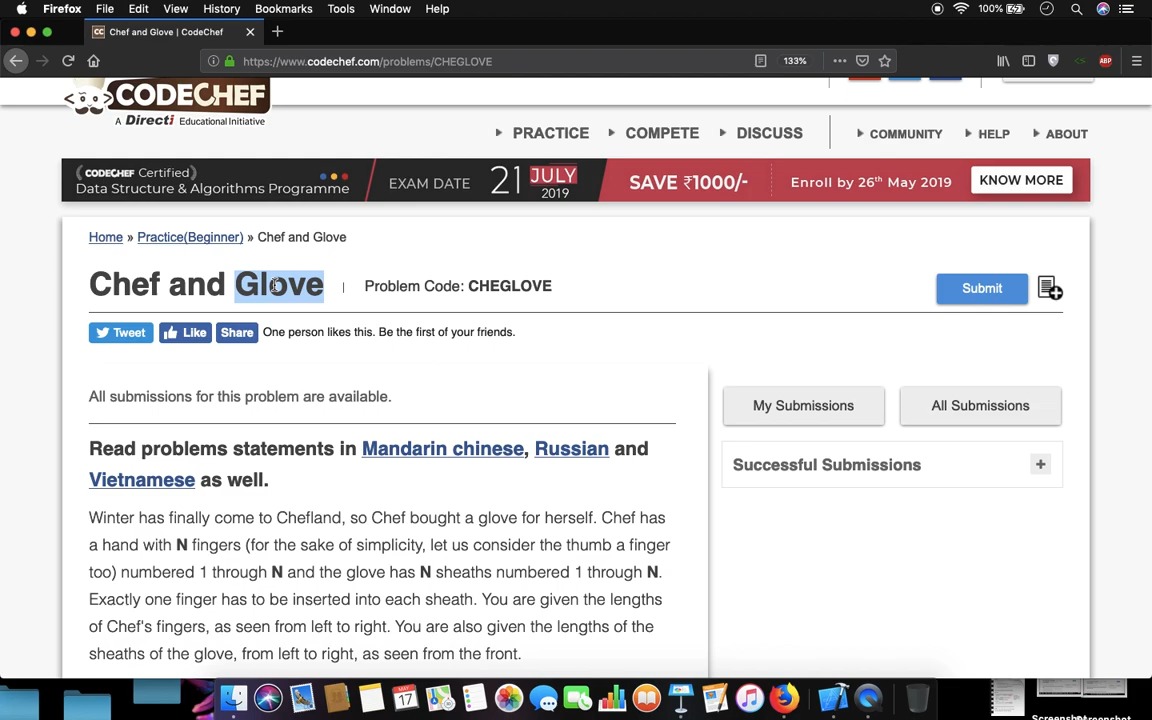 Firefox File Edit View History Bookmarks Tools Window Help 100%
CC Chef and Glove | CodeChef
https://www.codechef.com/problems/CHEGLOVE 133% ABP
CODECHEF
A Directi Educational Initiative
PRACTICE COMPETE DISCUSS COMMUNITY HELP ABOUT
(CODECHEF Certified)
Data Structure & Algorithms Programme
EXAM DATE 21 JULY 2019
SAVE ₹1000/-
Enroll by 26th May 2019
KNOW MORE
Home » Practice(Beginner) » Chef and Glove
Chef and Glove | Problem Code: CHEGLOVE
Submit
Tweet Like Share One person likes this. Be the first of your friends.
All submissions for this problem are available.
My Submissions All Submissions
Read problems statements in Mandarin chinese, Russian and
Vietnamese as well.
Successful Submissions +
Winter has finally come to Chefland, so Chef bought a glove for herself. Chef has
a hand with N fingers (for the sake of simplicity, let us consider the thumb a finger
too) numbered 1 through N and the glove has N sheaths numbered 1 through N.
Exactly one finger has to be inserted into each sheath. You are given the lengths
of Chef's fingers, as seen from left to right. You are also given the lengths of the
sheaths of the glove, from left to right, as seen from the front.
MAY
17